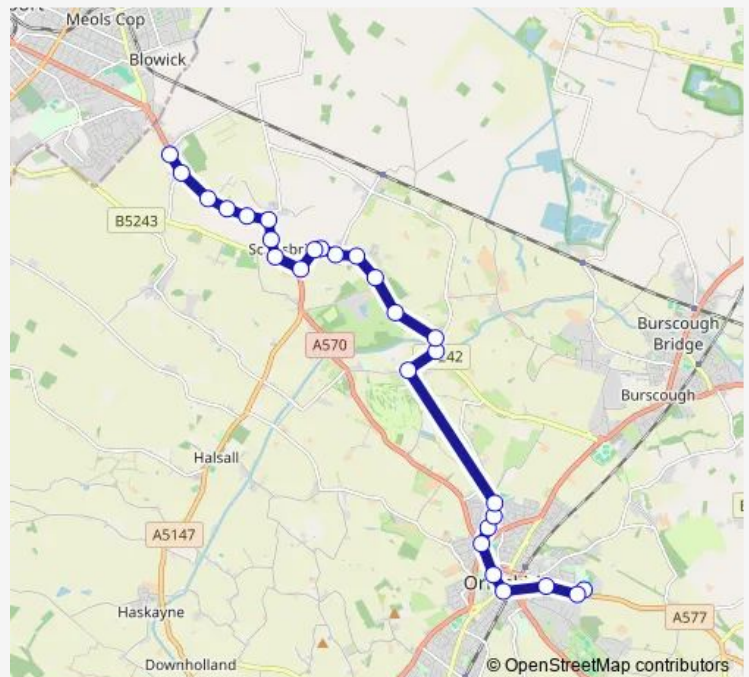 Meols Cop
Blowick
B5243
A570
Burscough
Bridge
Burscough
Halsall
A5147
A577
Haskayne
Downholland
© OpenStreetMap contributors